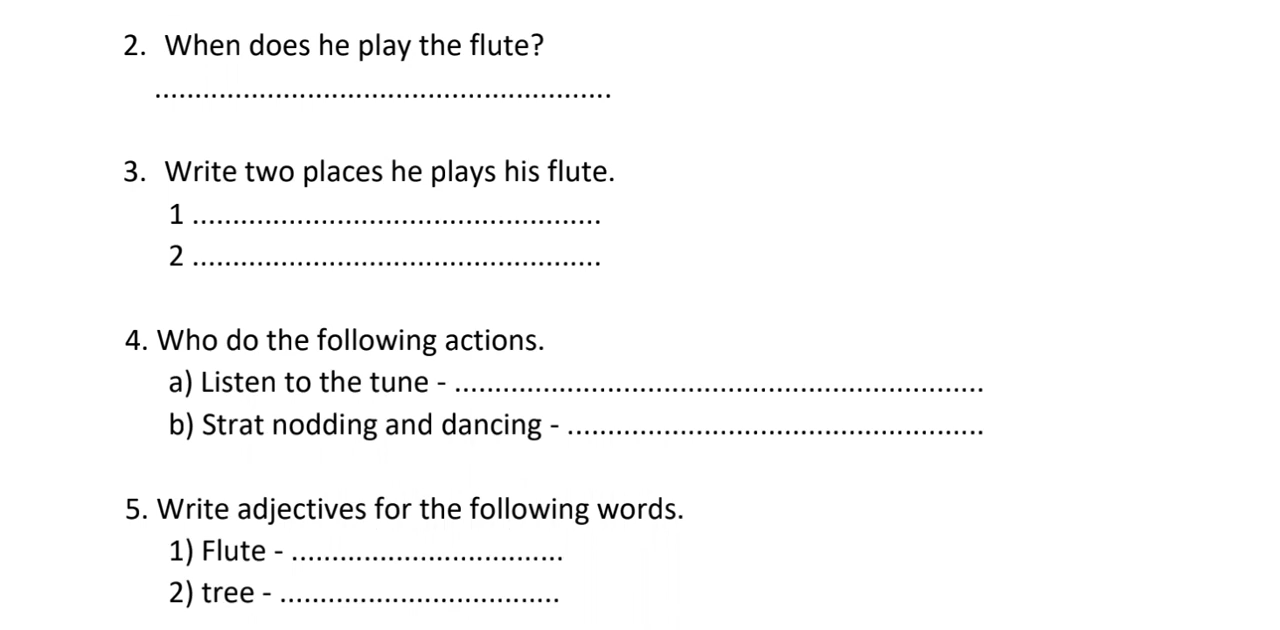 2. When does he play the flute?
..........................................................
3. Write two places he plays his flute.
1 ....................................................
2 ....................................................
4. Who do the following actions.
a) Listen to the tune - ...................................................................
b) Strat nodding and dancing - .....................................................
5. Write adjectives for the following words.
1) Flute - ..................................
2) tree - ...................................